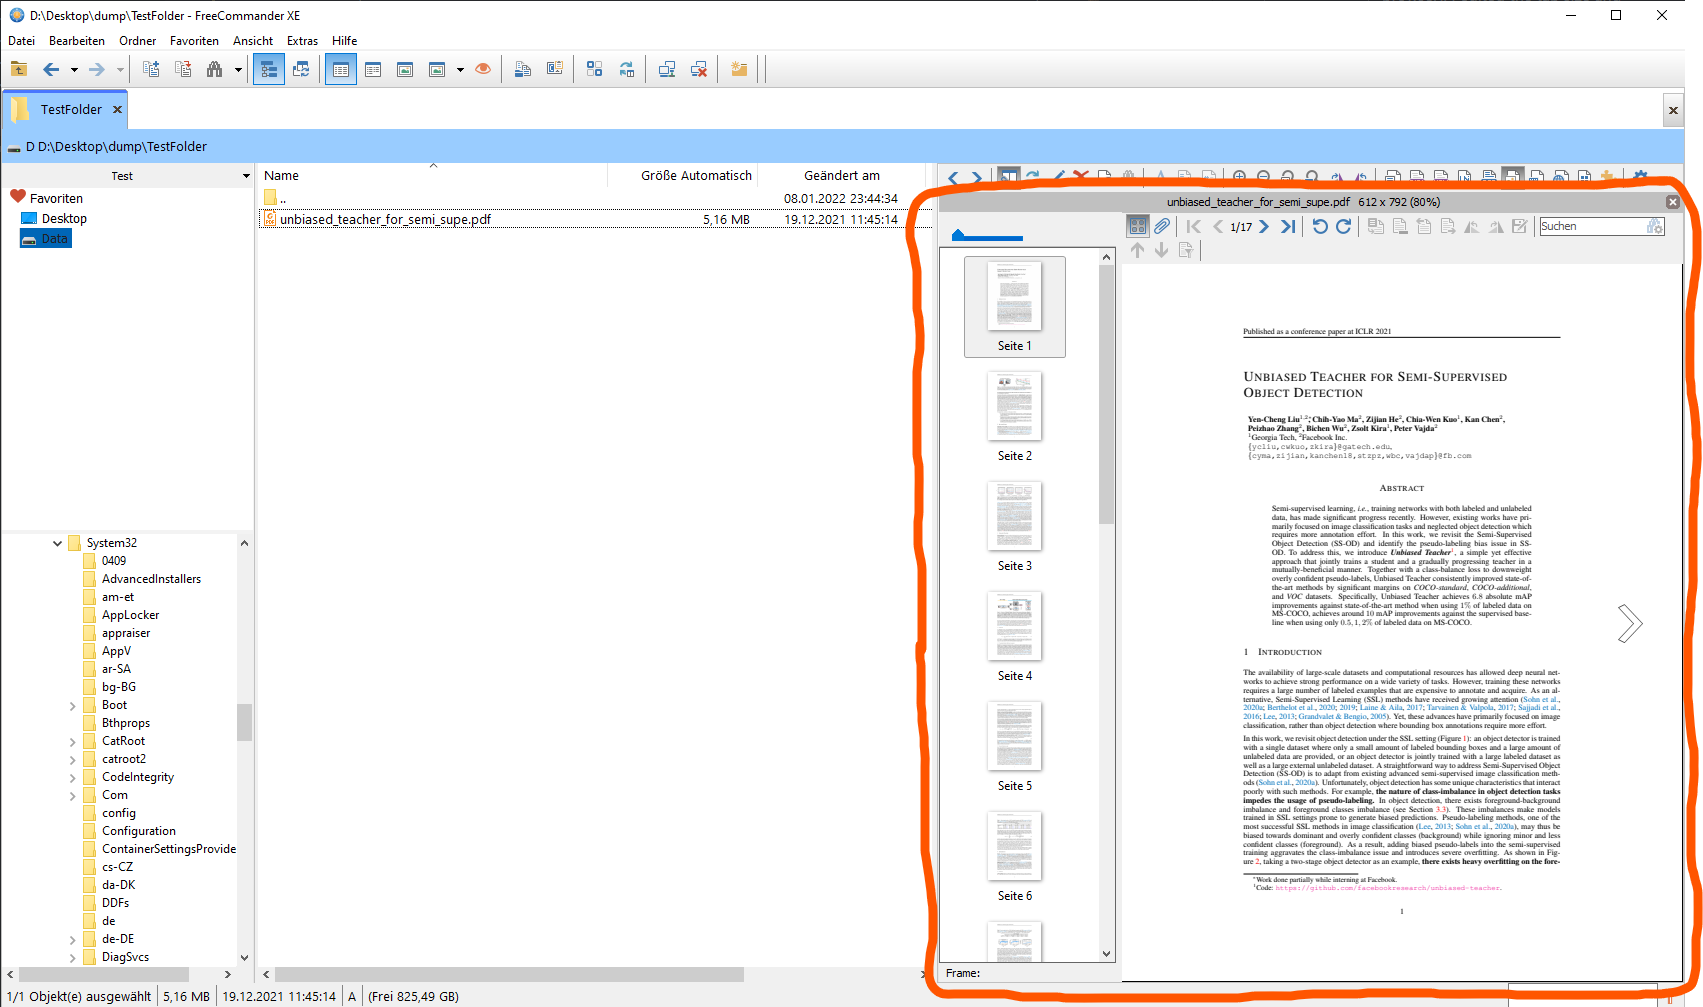 D:\Desktop\dump\TestFolder - FreeCommander XE
Datei Bearbeiten Ordner Favoriten Ansicht Extras Hilfe
TestFolder
D D:\Desktop\dump\TestFolder
Test
Favoriten
Desktop
Data
System32
0409
AdvancedInstallers
am-et
AppLocker
appraiser
AppV
ar-SA
bg-BG
Boot
Bthprops
CatRoot
catroot2
CodeIntegrity
Com
config
Configuration
ContainerSettingsProvide
cs-CZ
da-DK
DDFs
de
de-DE
DiagSvcs
Name Größe Automatisch Geändert am
.. 08.01.2022 23:44:34
unbiased_teacher_for_semi_supe.pdf 5,16 MB 19.12.2021 11:45:14
unbiased_teacher_for_semi_supe.pdf 612 x 792 (80%)
1/17 Suchen
Seite 1
Seite 2
Seite 3
Seite 4
Seite 5
Seite 6
Frame:
Published as a conference paper at ICLR 2021
UNBIASED TEACHER FOR SEMI-SUPERVISED
OBJECT DETECTION
Yen-Cheng Liu1,2*, Chih-Yao Ma2, Zijian He2, Chia-Wen Kuo1, Kan Chen2,
Peizhao Zhang2, Bichen Wu2, Zsolt Kira1, Peter Vajda2
1Georgia Tech, 2Facebook Inc.
{ycliu,cwkuo,zkira}@gatech.edu,
{cyma,zijian,kanchen18,stzpz,wbc,vajdap}@fb.com
ABSTRACT
Semi-supervised learning, i.e., training networks with both labeled and unlabeled
data, has made significant progress recently. However, existing works have pri-
marily focused on image classification tasks and neglected object detection which
requires more annotation effort. In this work, we revisit the Semi-Supervised
Object Detection (SS-OD) and identify the pseudo-labeling bias issue in SS-
OD. To address this, we introduce Unbiased Teacher1, a simple yet effective
approach that jointly trains a student and a gradually progressing teacher in a
mutually-beneficial manner. Together with a class-balance loss to downweight
overly confident pseudo-labels, Unbiased Teacher consistently improved state-of-
the-art methods by significant margins on COCO-standard, COCO-additional,
and VOC datasets. Specifically, Unbiased Teacher achieves 6.8 absolute mAP
improvements against state-of-the-art method when using 1% of labeled data on
MS-COCO, achieves around 10 mAP improvements against the supervised base-
line when using only 0.5, 1, 2% of labeled data on MS-COCO.
1 INTRODUCTION
The availability of large-scale datasets and computational resources has allowed deep neural net-
works to achieve strong performance on a wide variety of tasks. However, training these networks
requires a large number of labeled examples that are expensive to annotate and acquire. As an al-
ternative, Semi-Supervised Learning (SSL) methods have received growing attention (Sohn et al.,
2020a; Berthelot et al., 2020; 2019; Laine & Aila, 2017; Tarvainen & Valpola, 2017; Sajjadi et al.,
2016; Lee, 2013; Grandvalet & Bengio, 2005). Yet, these advances have primarily focused on image
classification, rather than object detection where bounding box annotations require more effort.
In this work, we revisit object detection under the SSL setting (Figure 1): an object detector is trained
with a single dataset where only a small amount of labeled bounding boxes and a large amount of
unlabeled data are provided, or an object detector is jointly trained with a large labeled dataset as
well as a large external unlabeled dataset. A straightforward way to address Semi-Supervised Object
Detection (SS-OD) is to adapt from existing advanced semi-supervised image classification meth-
ods (Sohn et al., 2020a). Unfortunately, object detection has some unique characteristics that interact
poorly with such methods. For example, the nature of class-imbalance in object detection tasks
impedes the usage of pseudo-labeling. In object detection, there exists foreground-background
imbalance and foreground classes imbalance (see Section 3.3). These imbalances make models
trained in SSL settings prone to generate biased predictions. Pseudo-labeling methods, one of the
most successful SSL methods in image classification (Lee, 2013; Sohn et al., 2020a), may thus be
biased towards dominant and overly confident classes (background) while ignoring minor and less
confident classes (foreground). As a result, adding biased pseudo-labels into the semi-supervised
training aggravates the class-imbalance issue and introduces severe overfitting. As shown in Fig-
ure 2, taking a two-stage object detector as an example, there exists heavy overfitting on the fore-
*Work done partially while interning at Facebook.
1Code: https://github.com/facebookresearch/unbiased-teacher.
1
1/1 Objekt(e) ausgewählt 5,16 MB 19.12.2021 11:45:14 A (Frei 825,49 GB)